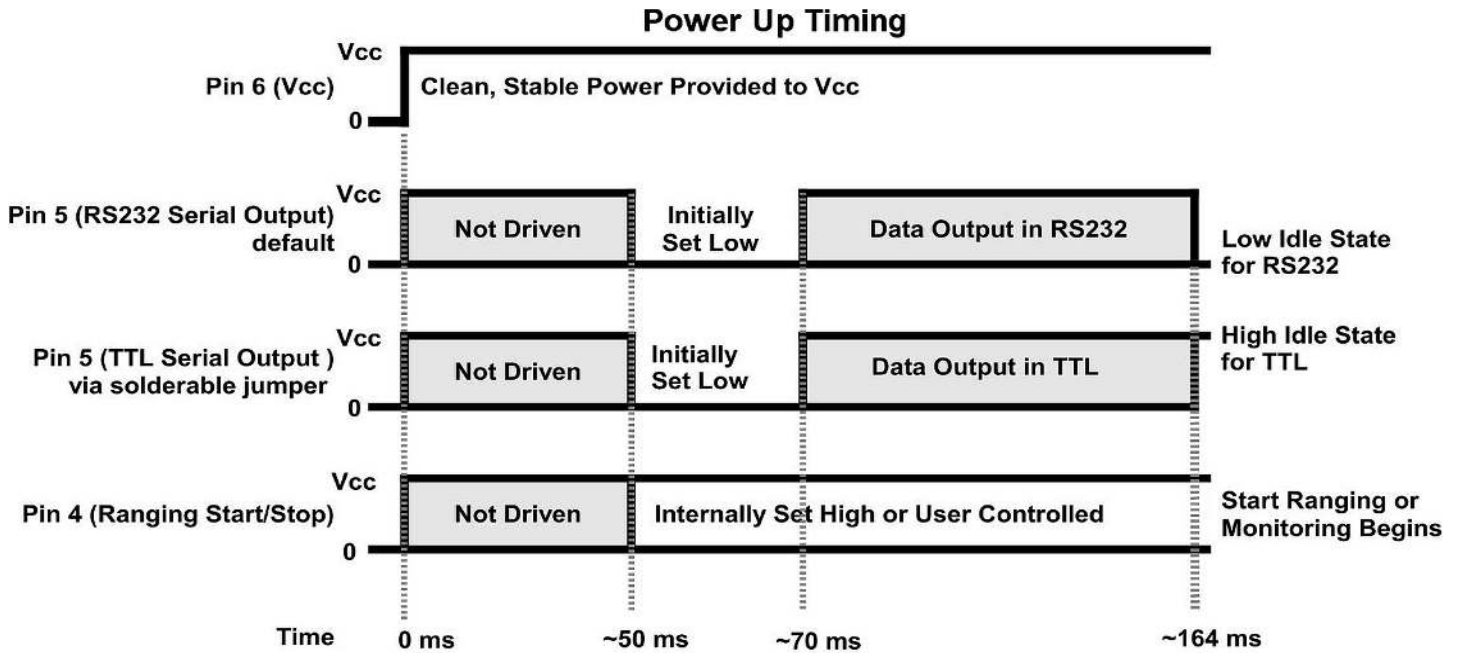 Power Up Timing
Vcc
Pin 6 (Vcc)
Clean, Stable Power Provided to Vcc
0
Vcc
Pin 5 (RS232 Serial Output)
default
Not Driven
Initially
Set Low
Data Output in RS232
Low Idle State
for RS232
0
Vcc
Pin 5 (TTL Serial Output )
via solderable jumper
Not Driven
Initially
Set Low
Data Output in TTL
High Idle State
for TTL
0
Vcc
Pin 4 (Ranging Start/Stop)
Not Driven
Internally Set High or User Controlled
Start Ranging or
Monitoring Begins
0
Time
0 ms
~50 ms
~70 ms
~164 ms